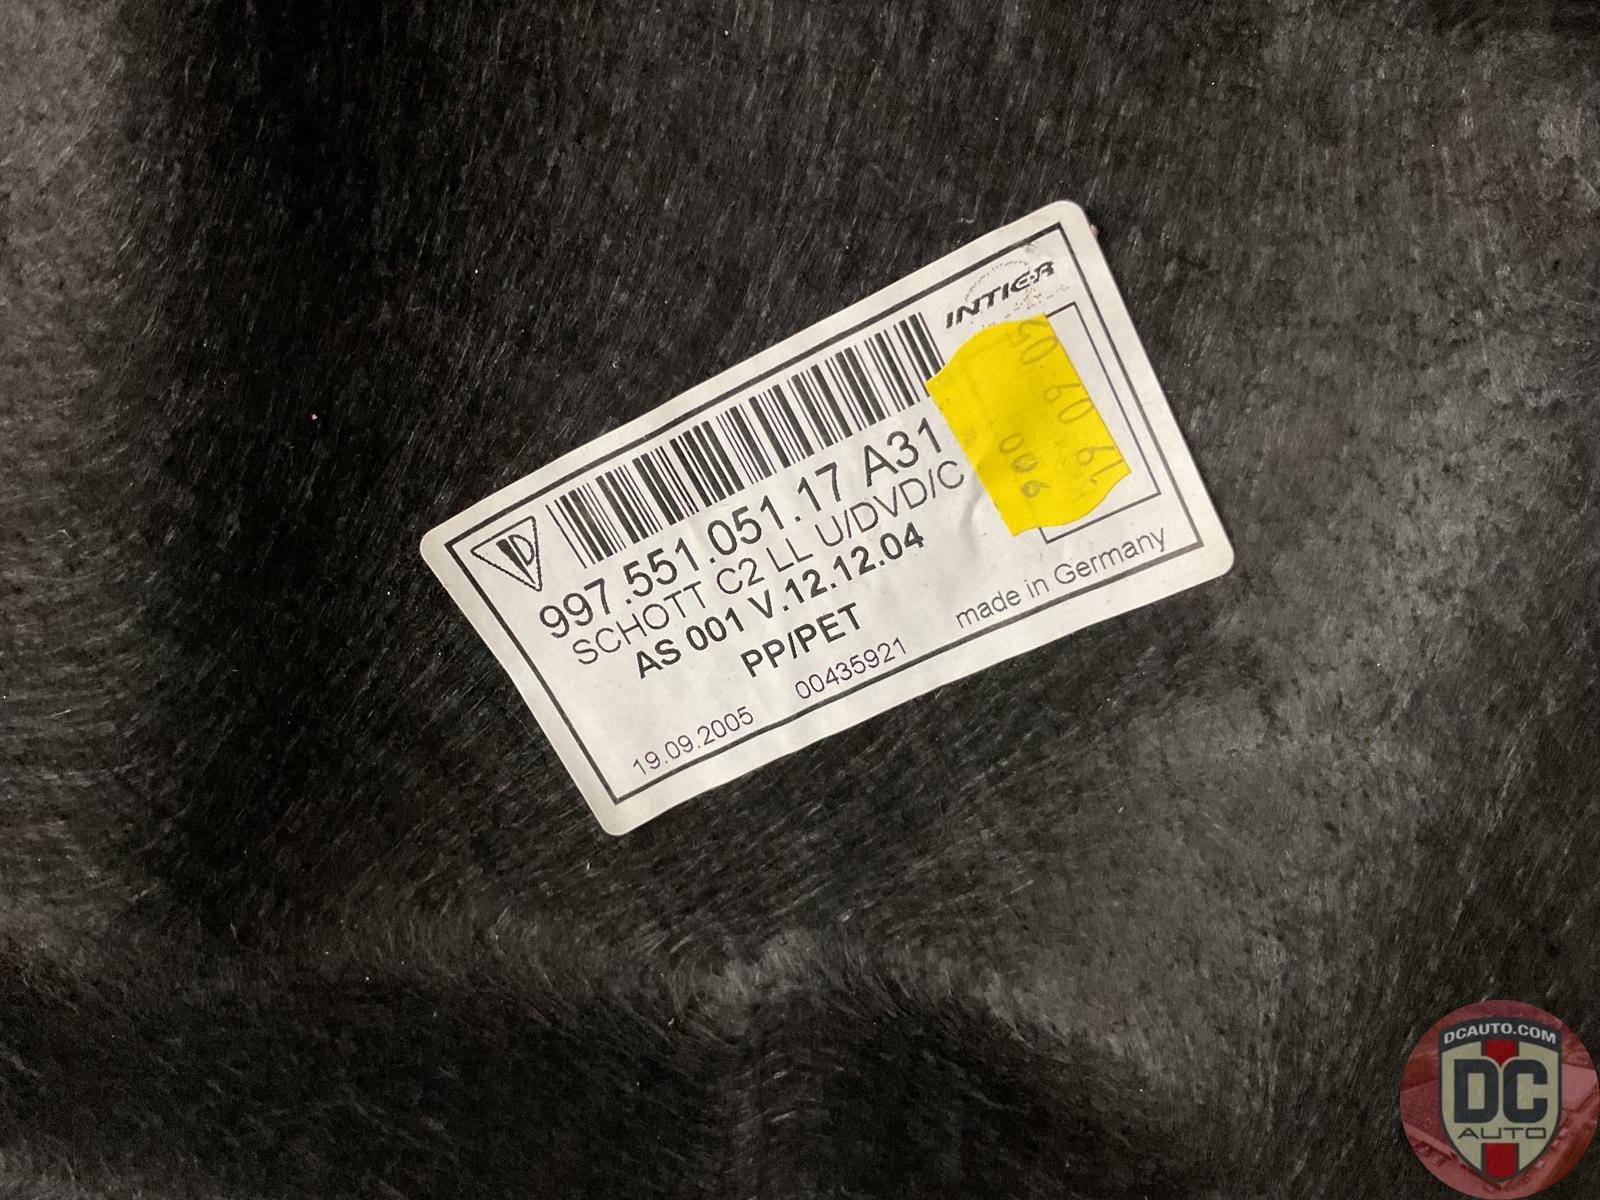 INTIER
997.551.051.17 A31
SCHOTT C2 LL U/DVD/C
AS 001 V.12.12.04
PP/PET
19.09.2005 00435921 made in Germany
19 09 05
006
DCAUTO.COM
DC
AUTO